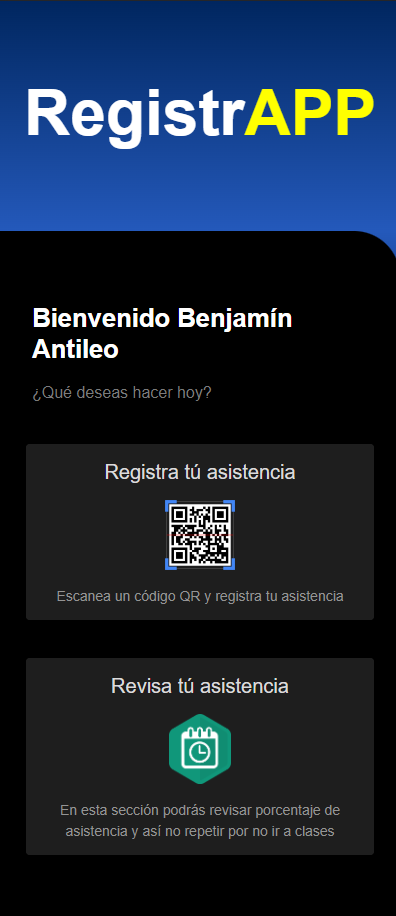 RegistrAPP
Bienvenido Benjamín
Antileo
¿Qué deseas hacer hoy?
Registra tú asistencia
Escanea un código QR y registra tu asistencia
Revisa tú asistencia
En esta sección podrás revisar porcentaje de
asistencia y así no repetir por no ir a clases